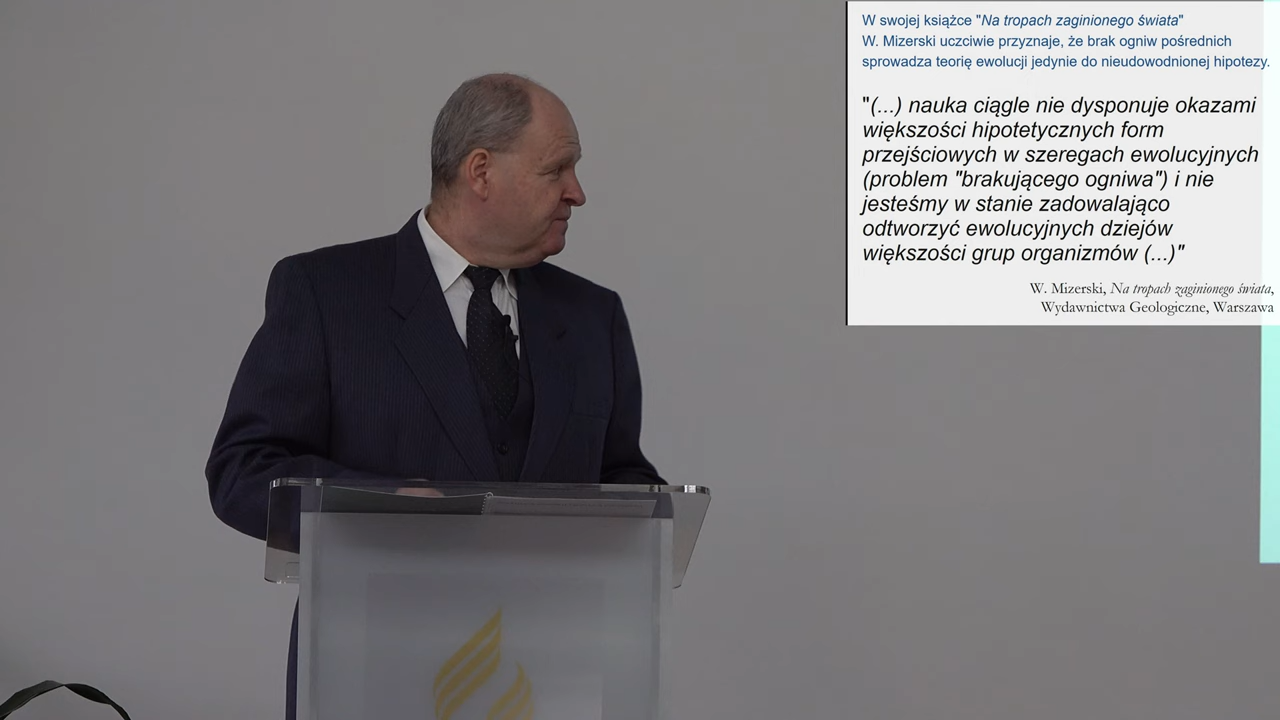 W swojej książce "Na tropach zaginionego świata"
W. Mizerski uczciwie przyznaje, że brak ogniw pośrednich
sprowadza teorię ewolucji jedynie do nieudowodnionej hipotezy.
"(...) nauka ciągle nie dysponuje okazami
większości hipotetycznych form
przejściowych w szeregach ewolucyjnych
(problem "brakującego ogniwa") i nie
jesteśmy w stanie zadowalająco
odtworzyć ewolucyjnych dziejów
większości grup organizmów (...)"
W. Mizerski, Na tropach zaginionego świata,
Wydawnictwa Geologiczne, Warszawa